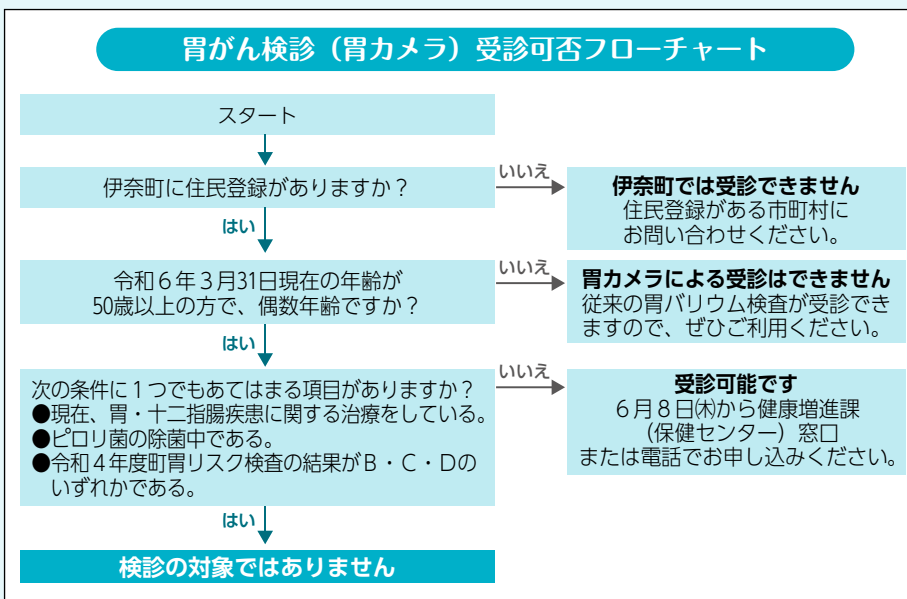 胃がん検診（胃カメラ）受診可否フローチャート
スタート
伊奈町に住民登録がありますか？
いいえ
伊奈町では受診できません
住民登録がある市町村に
お問い合わせください。
はい
令和６年３月31日現在の年齢が
50歳以上の方で、偶数年齢ですか？
いいえ
胃カメラによる受診はできません
従来の胃バリウム検査が受診でき
ますので、ぜひご利用ください。
はい
次の条件に１つでもあてはまる項目がありますか？
●現在、胃・十二指腸疾患に関する治療をしている。
●ピロリ菌の除菌中である。
●令和４年度町胃リスク検査の結果がＢ・Ｃ・Ｄの
いずれかである。
いいえ
受診可能です
６月８日㈭から健康増進課
（保健センター）窓口
または電話でお申し込みください。
はい
検診の対象ではありません